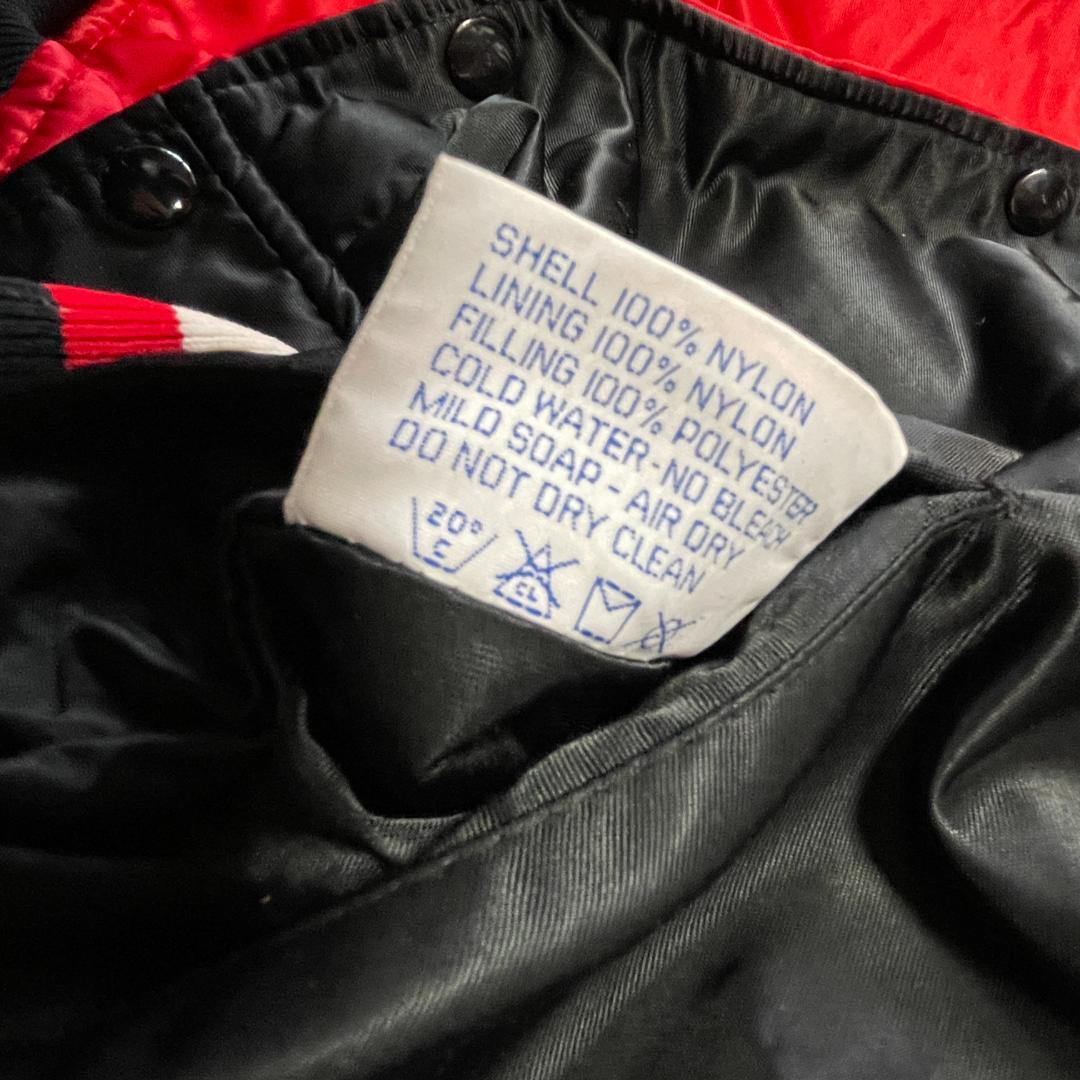 SHELL 100% NYLON
LINING 100% NYLON
FILLING 100% POLYESTER
COLD WATER-NO BLEACH
MILD SOAP - AIR DRY
DO NOT DRY CLEAN
20°
C
CL